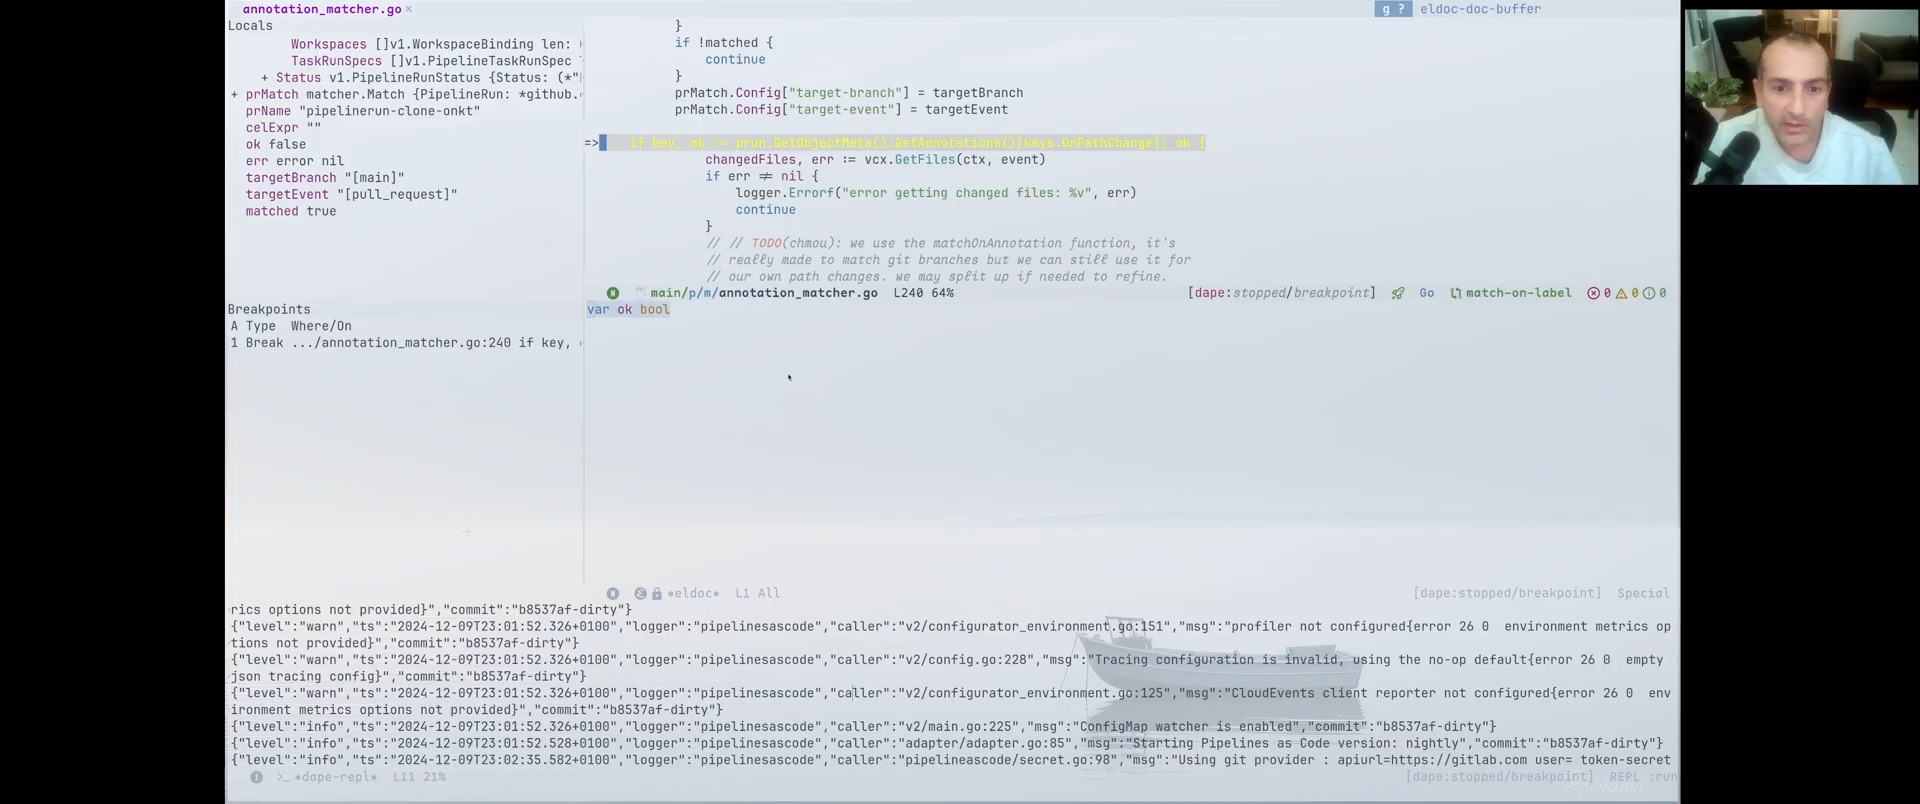 annotation_matcher.go ×
g ? eldoc-doc-buffer
Locals
Workspaces []v1.WorkspaceBinding len:
TaskRunSpecs []v1.PipelineTaskRunSpec
+ Status v1.PipelineRunStatus {Status: (*"
+ prMatch matcher.Match {PipelineRun: *github.
prName "pipelinerun-clone-onkt"
celExpr ""
ok false
err error nil
targetBranch "[main]"
targetEvent "[pull_request]"
matched true
Breakpoints
A Type Where/On
1 Break .../annotation_matcher.go:240 if key,
}
if !matched {
continue
}
prMatch.Config["target-branch"] = targetBranch
prMatch.Config["target-event"] = targetEvent
=> if key, ok := prun.GetObjectMeta().GetAnnotations()[keys.OnPathChange]; ok {
changedFiles, err := vcx.GetFiles(ctx, event)
if err ≠ nil {
logger.Errorf("error getting changed files: %v", err)
continue
}
// // TODO(chmou): we use the matchOnAnnotation function, it's
// really made to match git branches but we can still use it for
// our own path changes. we may split up if needed to refine.
N main/p/m/annotation_matcher.go L240 64% [dape:stopped/breakpoint] Go match-on-label 0 0 0
var ok bool
N *eldoc* L1 All [dape:stopped/breakpoint] Special
rics options not provided}","commit":"b8537af-dirty"}
{"level":"warn","ts":"2024-12-09T23:01:52.326+0100","logger":"pipelinesascode","caller":"v2/configurator_environment.go:151","msg":"profiler not configured{error 26 0  environment metrics op
tions not provided}","commit":"b8537af-dirty"}
{"level":"warn","ts":"2024-12-09T23:01:52.326+0100","logger":"pipelinesascode","caller":"v2/config.go:228","msg":"Tracing configuration is invalid, using the no-op default{error 26 0  empty
json tracing config}","commit":"b8537af-dirty"}
{"level":"warn","ts":"2024-12-09T23:01:52.326+0100","logger":"pipelinesascode","caller":"v2/configurator_environment.go:125","msg":"CloudEvents client reporter not configured{error 26 0  env
ironment metrics options not provided}","commit":"b8537af-dirty"}
{"level":"info","ts":"2024-12-09T23:01:52.326+0100","logger":"pipelinesascode","caller":"v2/main.go:225","msg":"ConfigMap watcher is enabled","commit":"b8537af-dirty"}
{"level":"info","ts":"2024-12-09T23:01:52.528+0100","logger":"pipelinesascode","caller":"adapter/adapter.go:85","msg":"Starting Pipelines as Code version: nightly","commit":"b8537af-dirty"}
{"level":"info","ts":"2024-12-09T23:02:35.582+0100","logger":"pipelinesascode","caller":"pipelineascode/secret.go:98","msg":"Using git provider : apiurl=https://gitlab.com user= token-secret
I >_ *dape-repl* L11 21% [dape:stopped/breakpoint] REPL :run